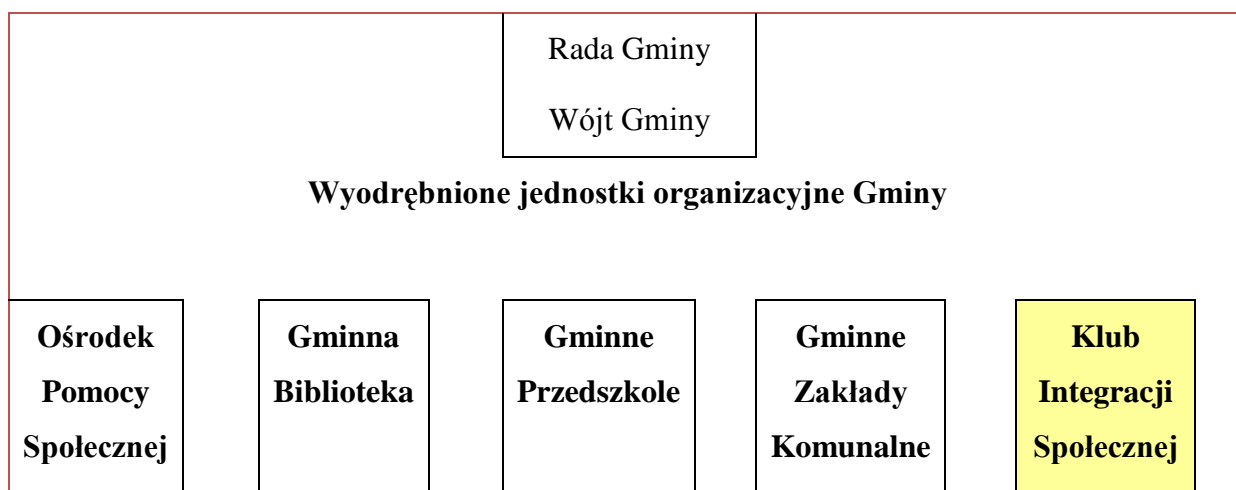 Rada Gminy
Wójt Gminy
Wyodrębnione jednostki organizacyjne Gminy
Ośrodek
Pomocy
Społecznej
Gminna
Biblioteka
Gminne
Przedszkole
Gminne
Zakłady
Komunalne
Klub
Integracji
Społecznej